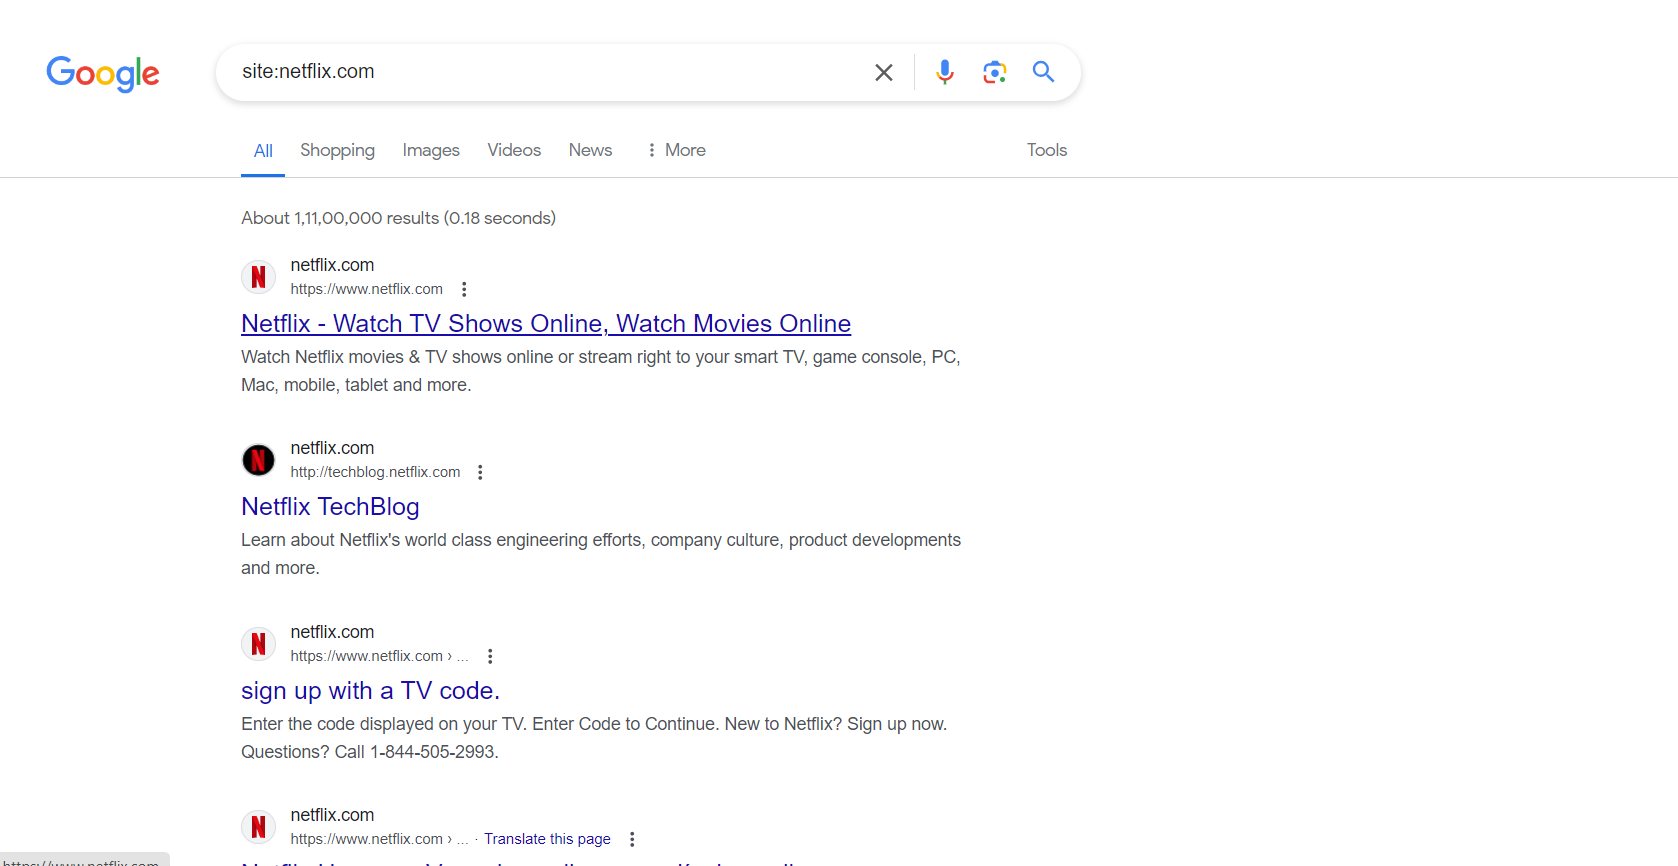 Google
site:netflix.com
All Shopping Images Videos News More Tools
About 1,11,00,000 results (0.18 seconds)
netflix.com
https://www.netflix.com
Netflix - Watch TV Shows Online, Watch Movies Online
Watch Netflix movies & TV shows online or stream right to your smart TV, game console, PC,
Mac, mobile, tablet and more.
netflix.com
http://techblog.netflix.com
Netflix TechBlog
Learn about Netflix's world class engineering efforts, company culture, product developments
and more.
netflix.com
https://www.netflix.com › ...
sign up with a TV code.
Enter the code displayed on your TV. Enter Code to Continue. New to Netflix? Sign up now.
Questions? Call 1-844-505-2993.
netflix.com
https://www.netflix.com › ... · Translate this page
https://www.netflix.com